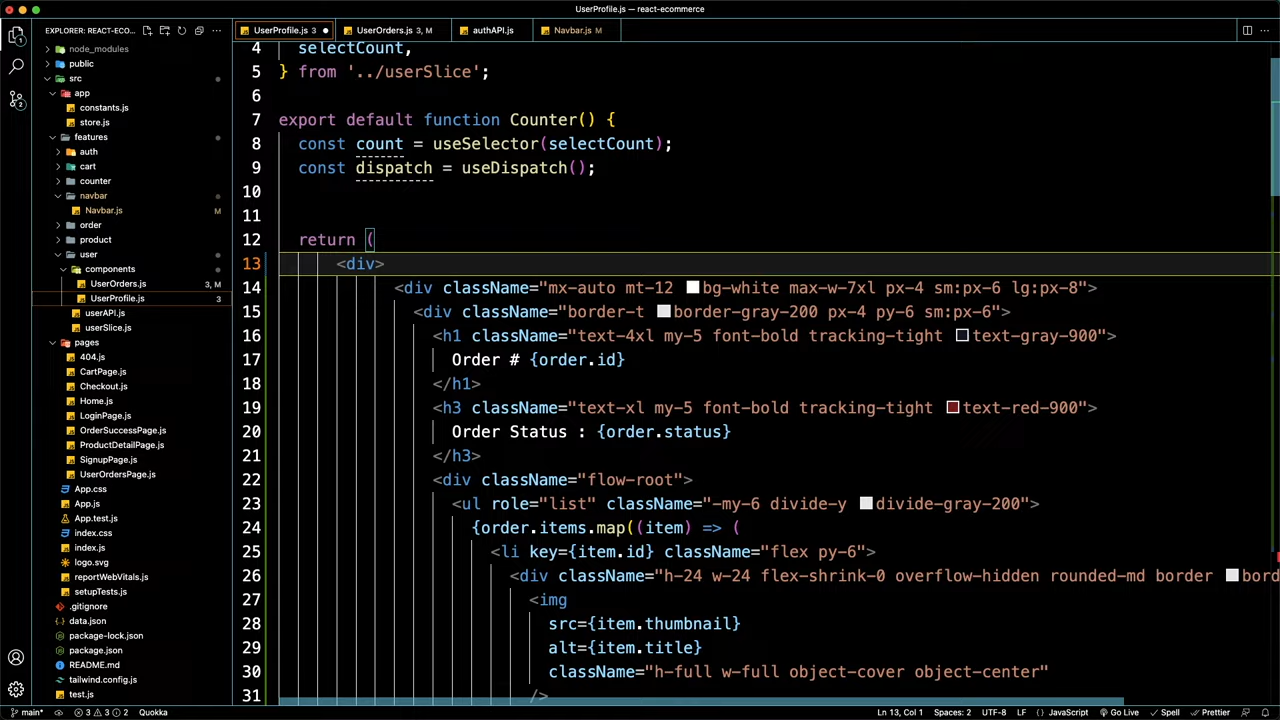 UserProfile.js — react-ecommerce
EXPLORER: REACT-ECO...
UserProfile.js 3
UserOrders.js 3, M
authAPI.js
Navbar.js M
node_modules
public
src
app
constants.js
store.js
features
auth
cart
counter
navbar
Navbar.js M
order
product
user
components
UserOrders.js 3, M
UserProfile.js 3
userAPI.js
userSlice.js
pages
404.js
CartPage.js
Checkout.js
Home.js
LoginPage.js
OrderSuccessPage.js
ProductDetailPage.js
SignupPage.js
UserOrdersPage.js
App.css
App.js
App.test.js
index.css
index.js
logo.svg
reportWebVitals.js
setupTests.js
.gitignore
data.json
package-lock.json
package.json
README.md
tailwind.config.js
test.js
4 selectCount,
5 } from '../userSlice';
6
7 export default function Counter() {
8 const count = useSelector(selectCount);
9 const dispatch = useDispatch();
10
11
12 return (
13 <div>
14 <div className="mx-auto mt-12 bg-white max-w-7xl px-4 sm:px-6 lg:px-8">
15 <div className="border-t border-gray-200 px-4 py-6 sm:px-6">
16 <h1 className="text-4xl my-5 font-bold tracking-tight text-gray-900">
17 Order # {order.id}
18 </h1>
19 <h3 className="text-xl my-5 font-bold tracking-tight text-red-900">
20 Order Status : {order.status}
21 </h3>
22 <div className="flow-root">
23 <ul role="list" className="-my-6 divide-y divide-gray-200">
24 {order.items.map((item) => (
25 <li key={item.id} className="flex py-6">
26 <div className="h-24 w-24 flex-shrink-0 overflow-hidden rounded-md border bord
27 <img
28 src={item.thumbnail}
29 alt={item.title}
30 className="h-full w-full object-cover object-center"
31 />
main* 3 3 2 Quokka
Ln 13, Col 1 Spaces: 2 UTF-8 LF { } JavaScript Go Live Spell Prettier